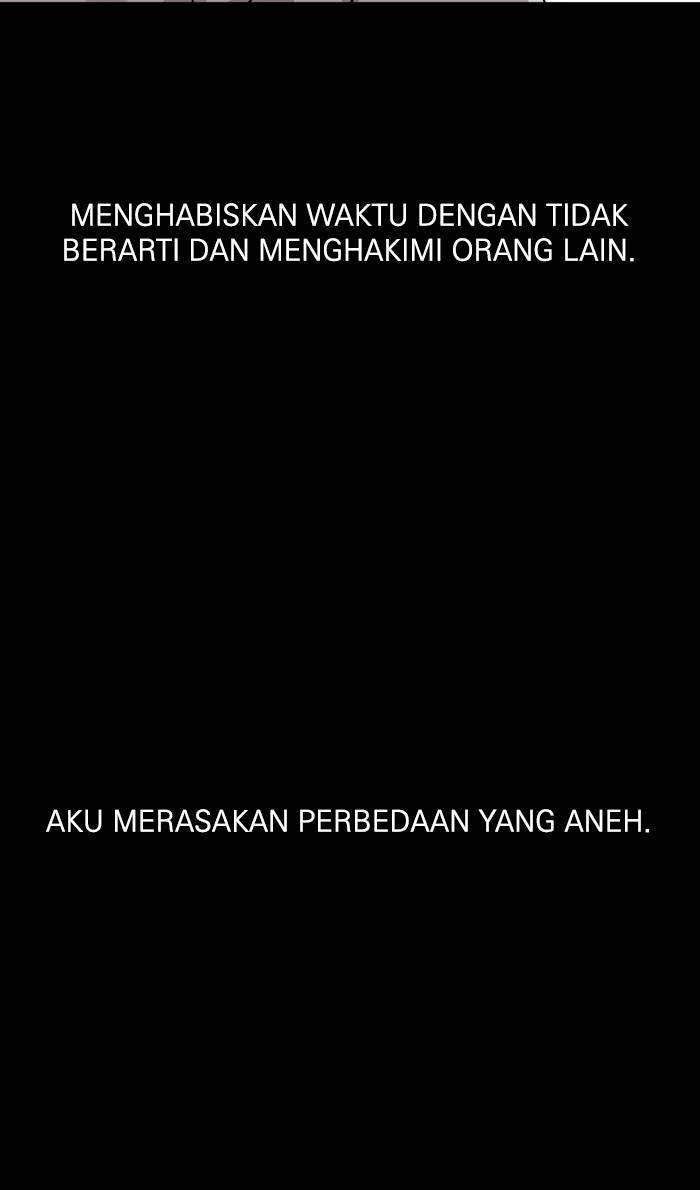 MENGHABISKAN WAKTU DENGAN TIDAK
BERARTI DAN MENGHAKIMI ORANG LAIN.
AKU MERASAKAN PERBEDAAN YANG ANEH.